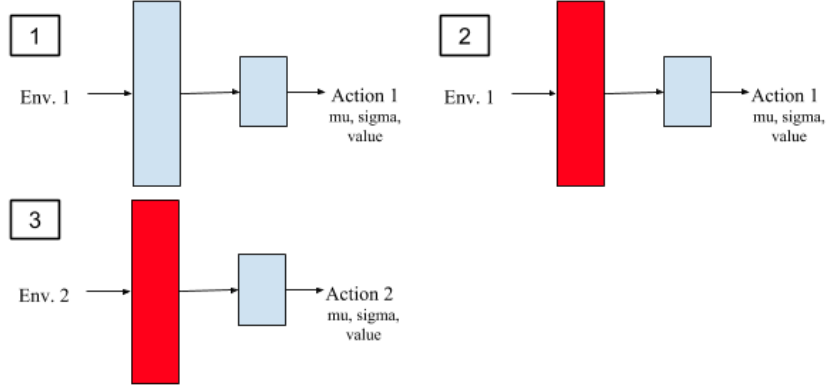 1
Env. 1
Action 1
mu, sigma,
value
2
Env. 1
Action 1
mu, sigma,
value
3
Env. 2
Action 2
mu, sigma,
value